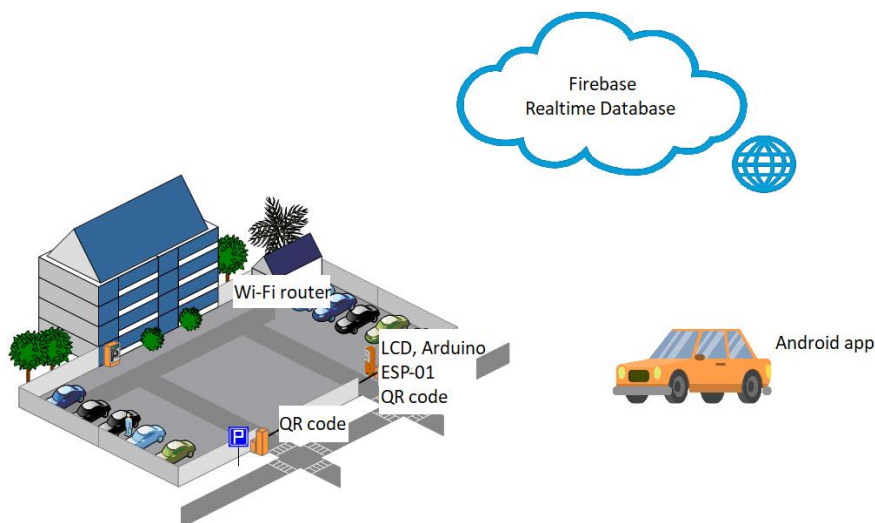 Firebase
Realtime Database
Wi-Fi router
LCD, Arduino
ESP-01
QR code
Android app
QR code
P